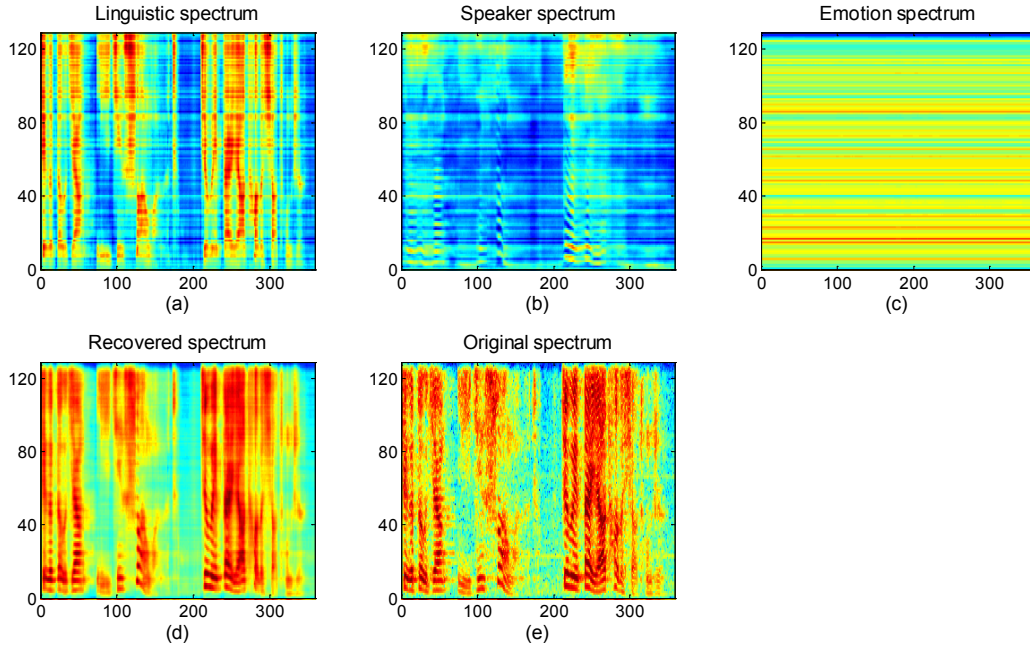 Linguistic spectrum
120
80
40
0
0 100 200 300
(a)
Speaker spectrum
120
80
40
0
0 100 200 300
(b)
Emotion spectrum
120
80
40
0
0 100 200 300
(c)
Recovered spectrum
120
80
40
0
0 100 200 300
(d)
Original spectrum
120
80
40
0
0 100 200 300
(e)